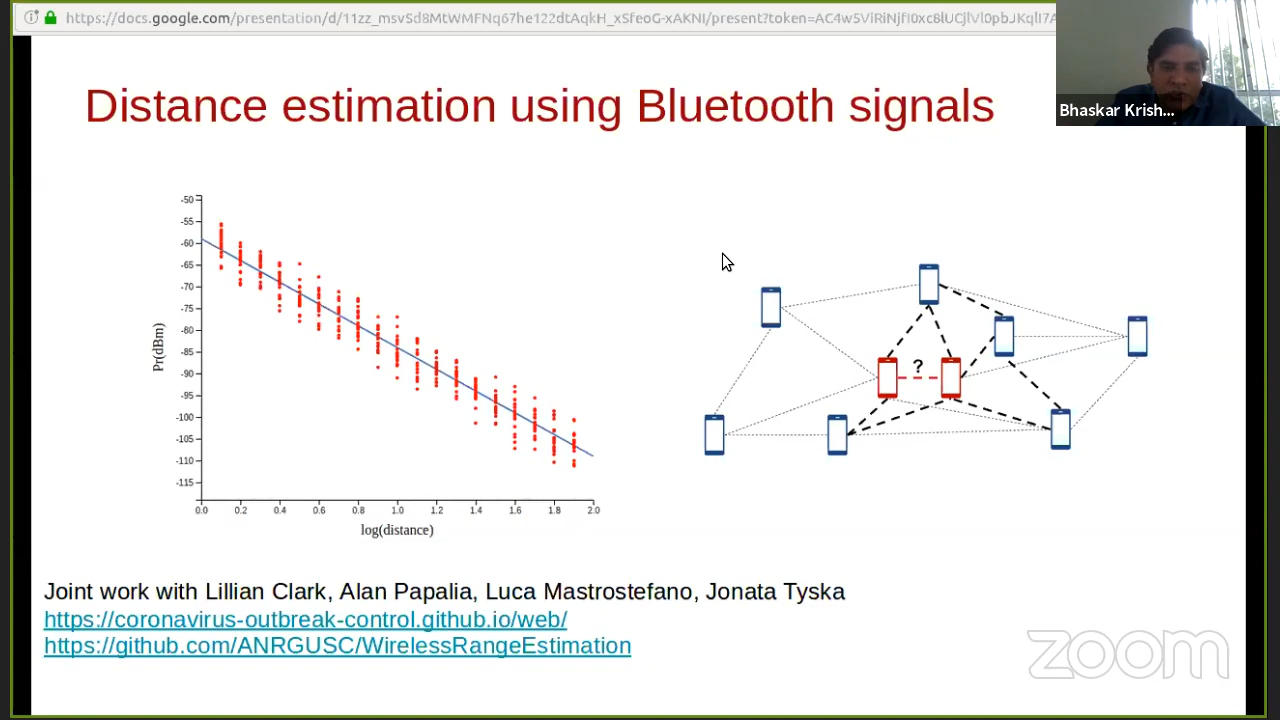 https://docs.google.com/presentation/d/11zz_msvSd8MtWMFNq67he122dtAqkH_xSfeoG-xAKNI/present?token=
Bhaskar Krish...
Distance estimation using Bluetooth signals
-50
-55
-60
-65
-70
-75
-80
-85
-90
-95
-100
-105
-110
-115
Pr(dBm)
0.0 0.2 0.4 0.6 0.8 1.0 1.2 1.4 1.6 1.8 2.0
log(distance)
?
Joint work with Lillian Clark, Alan Papalia, Luca Mastrostefano, Jonata Tyska
https://coronavirus-outbreak-control.github.io/web/
https://github.com/ANRGUSC/WirelessRangeEstimation
zoom